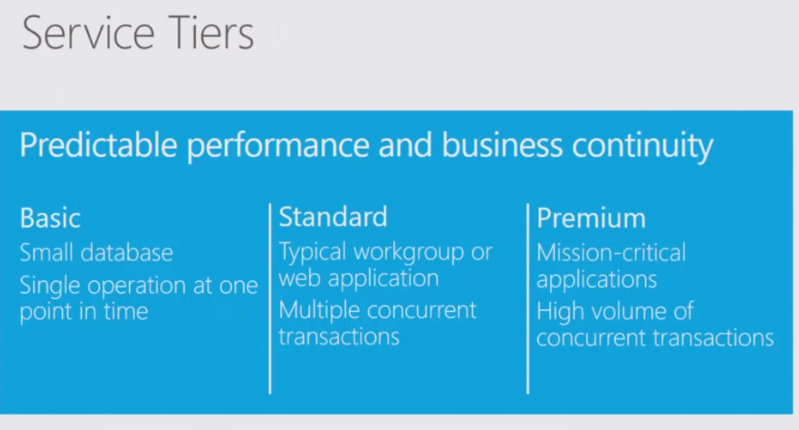 Service Tiers
Predictable performance and business continuity
Basic
Small database
Single operation at one
point in time
Standard
Typical workgroup or
web application
Multiple concurrent
transactions
Premium
Mission-critical
applications
High volume of
concurrent transactions